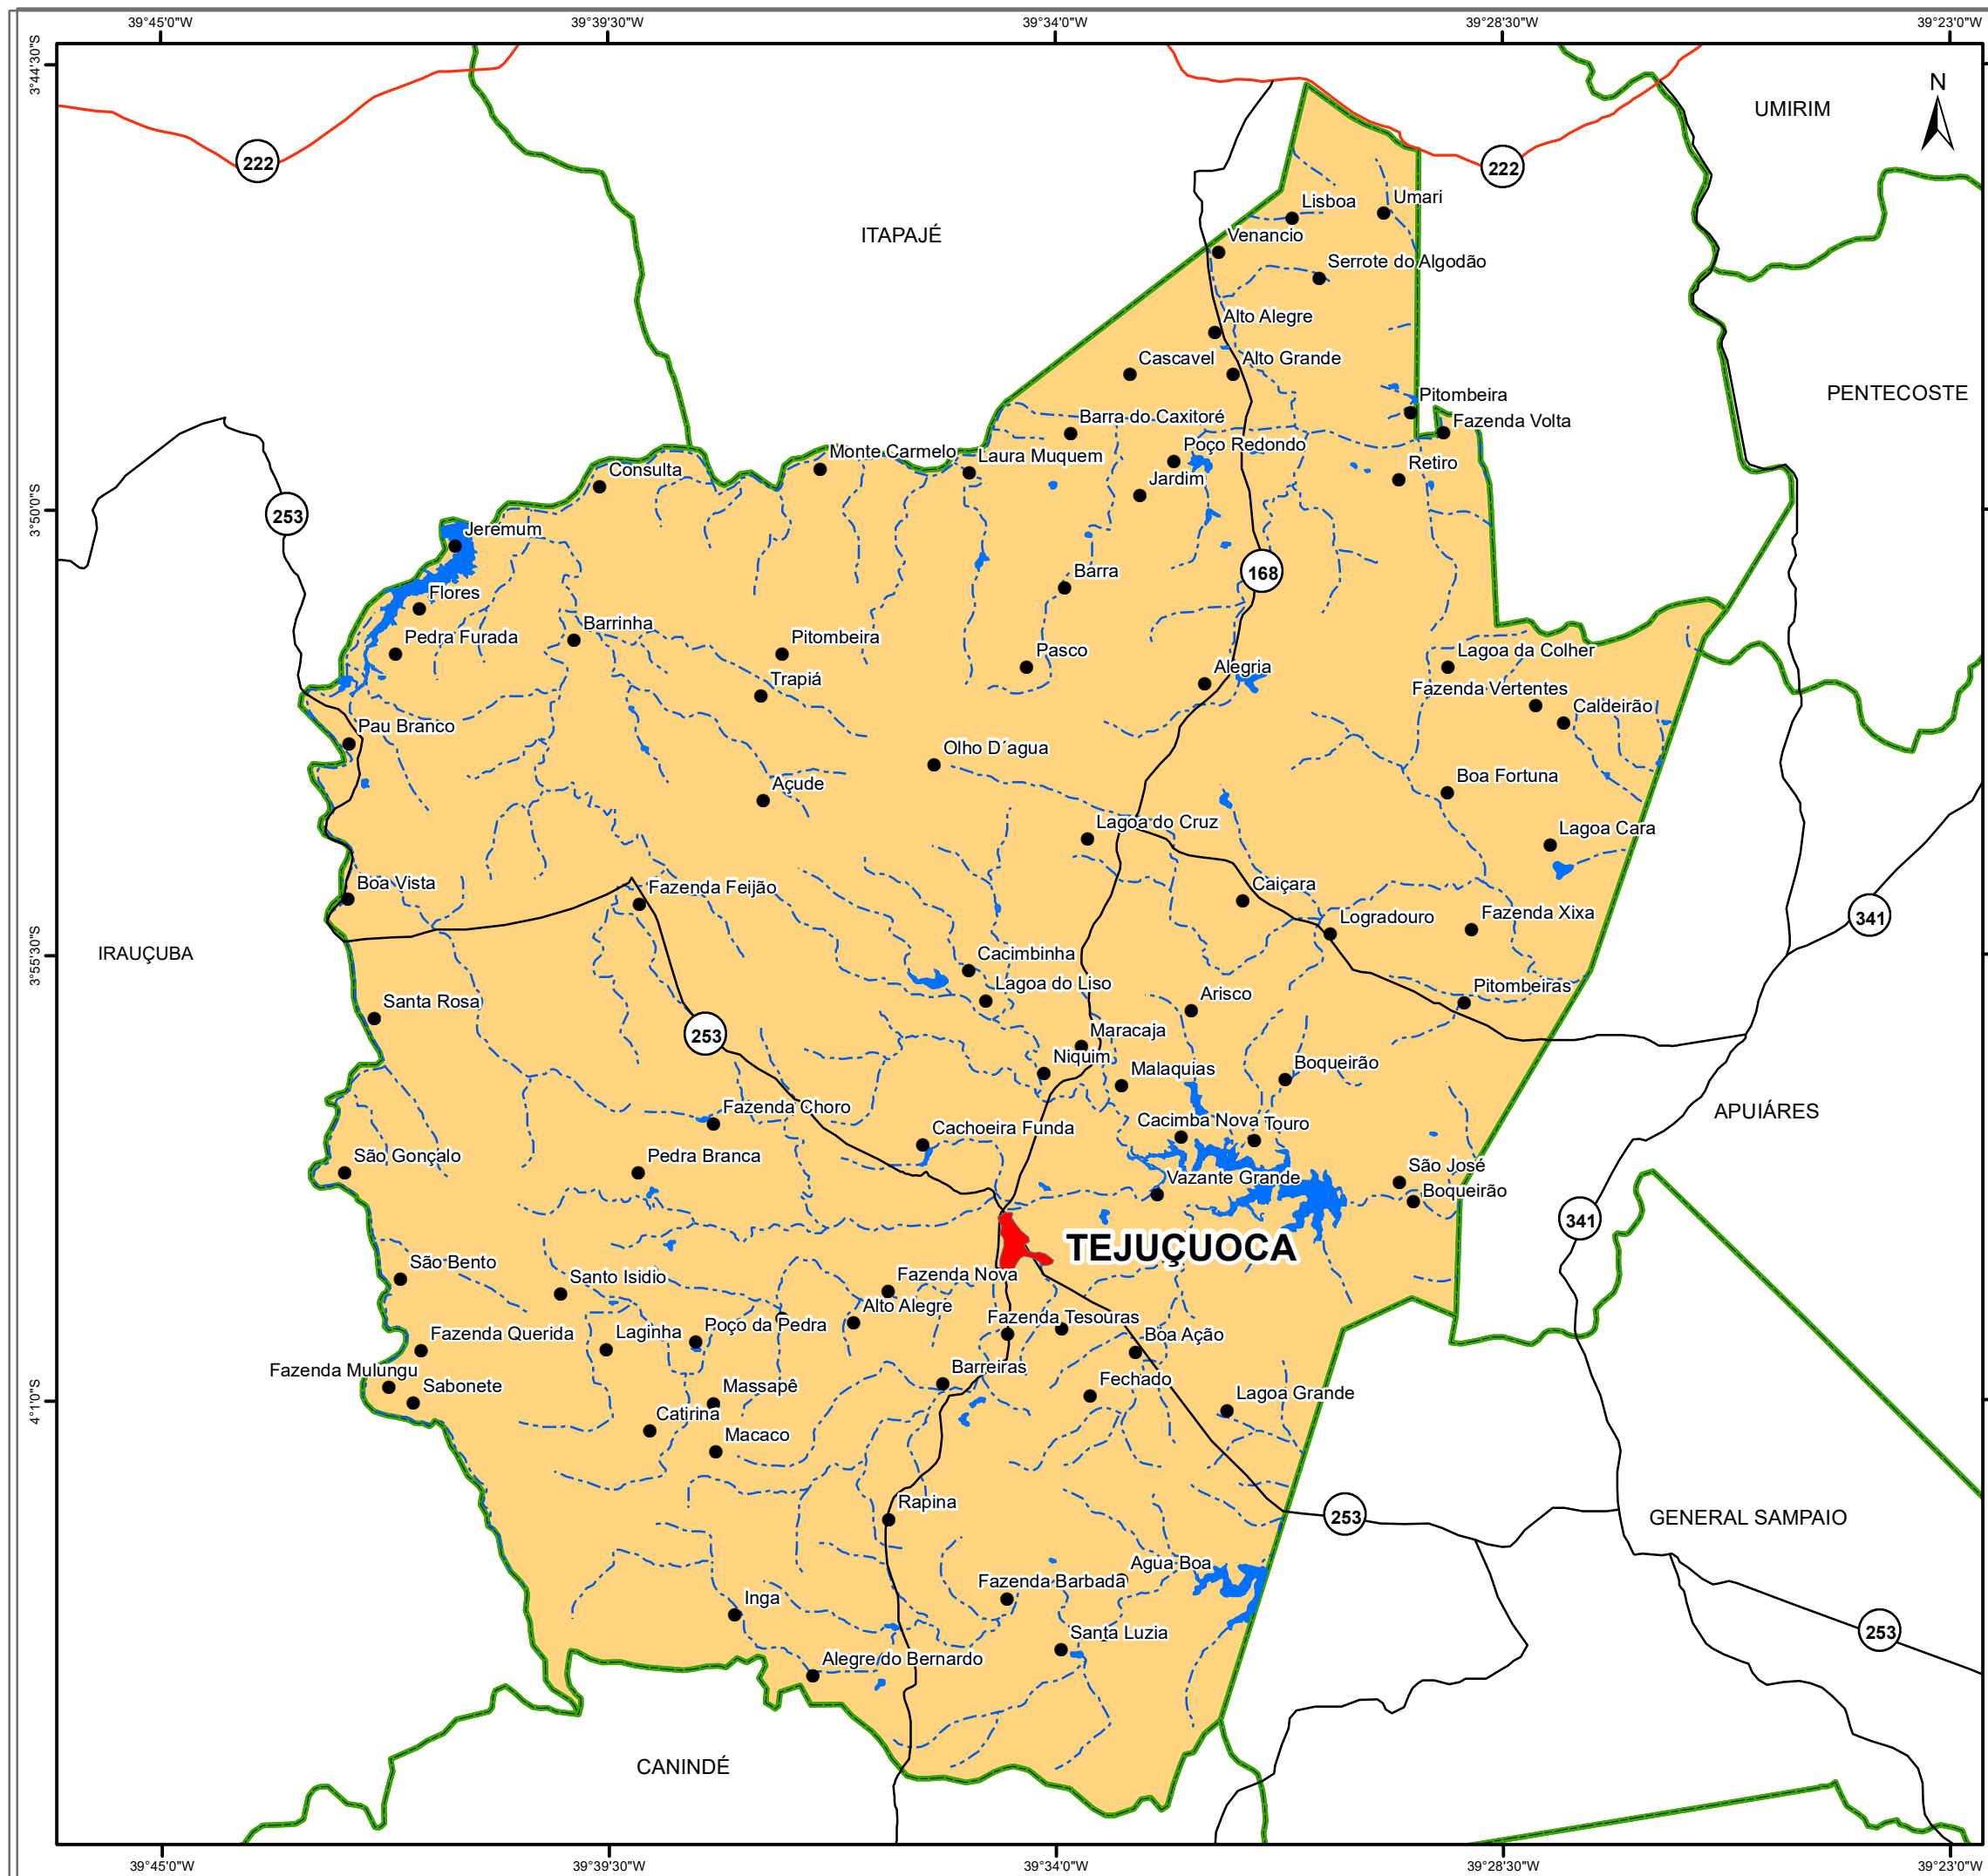 39°45'0"W
39°39'30"W
39°34'0"W
39°28'30"W
39°23'0"W
3°44'30"S
N
UMIRIM
222
222
Lisboa
Umari
ITAPAJÉ
Venancio
Serrote do Algodão
Alto Alegre
Cascavel
Alto Grande
Pitombeira
PENTECOSTE
Barra do Caxitoré
Fazenda Volta
Poço Redondo
Monte Carmelo
Laura Muquem
Retiro
Consulta
Jardim
3°50'0"S
253
Jeremum
Barra
168
Flores
Barrinha
Pedra Furada
Pitombeira
Pasco
Lagoa da Colher
Alegria
Trapiá
Fazenda Vertentes
Caldeirão
Pau Branco
Olho D´agua
Boa Fortuna
Açude
Lagoa do Cruz
Lagoa Cara
Boa Vista
Fazenda Feijão
Caiçara
Logradouro
Fazenda Xixa
341
3°55'30"S
IRAUÇUBA
Cacimbinha
Lagoa do Liso
Pitombeiras
Santa Rosa
Arisco
253
Maracaja
Niquim
Malaquias
Boqueirão
Fazenda Choro
APUIÁRES
Cachoeira Funda
Cacimba Nova
Touro
São Gonçalo
Pedra Branca
São José
Vazante Grande
Boqueirão
341
TEJUÇUOCA
São Bento
Santo Isidio
Fazenda Nova
Alto Alegre
Fazenda Tesouras
Fazenda Querida
Laginha
Poço da Pedra
Boa Ação
Fazenda Mulungu
Barreiras
Sabonete
Massapê
Fechado
Lagoa Grande
4°1'0"S
Catirina
Macaco
Rapina
253
GENERAL SAMPAIO
Agua Boa
Fazenda Barbada
Inga
Santa Luzia
253
Alegre do Bernardo
CANINDÉ
39°45'0"W
39°39'30"W
39°34'0"W
39°28'30"W
39°23'0"W